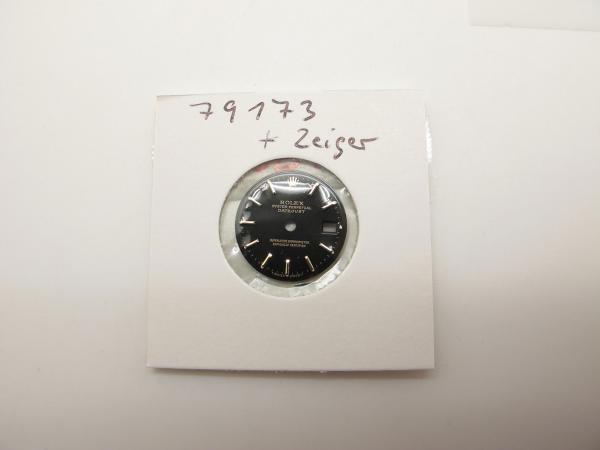 79173
+ Zeiger
ROLEX
OYSTER PERPETUAL
DATEJUST
SUPERLATIVE CHRONOMETER
OFFICIALLY CERTIFIED